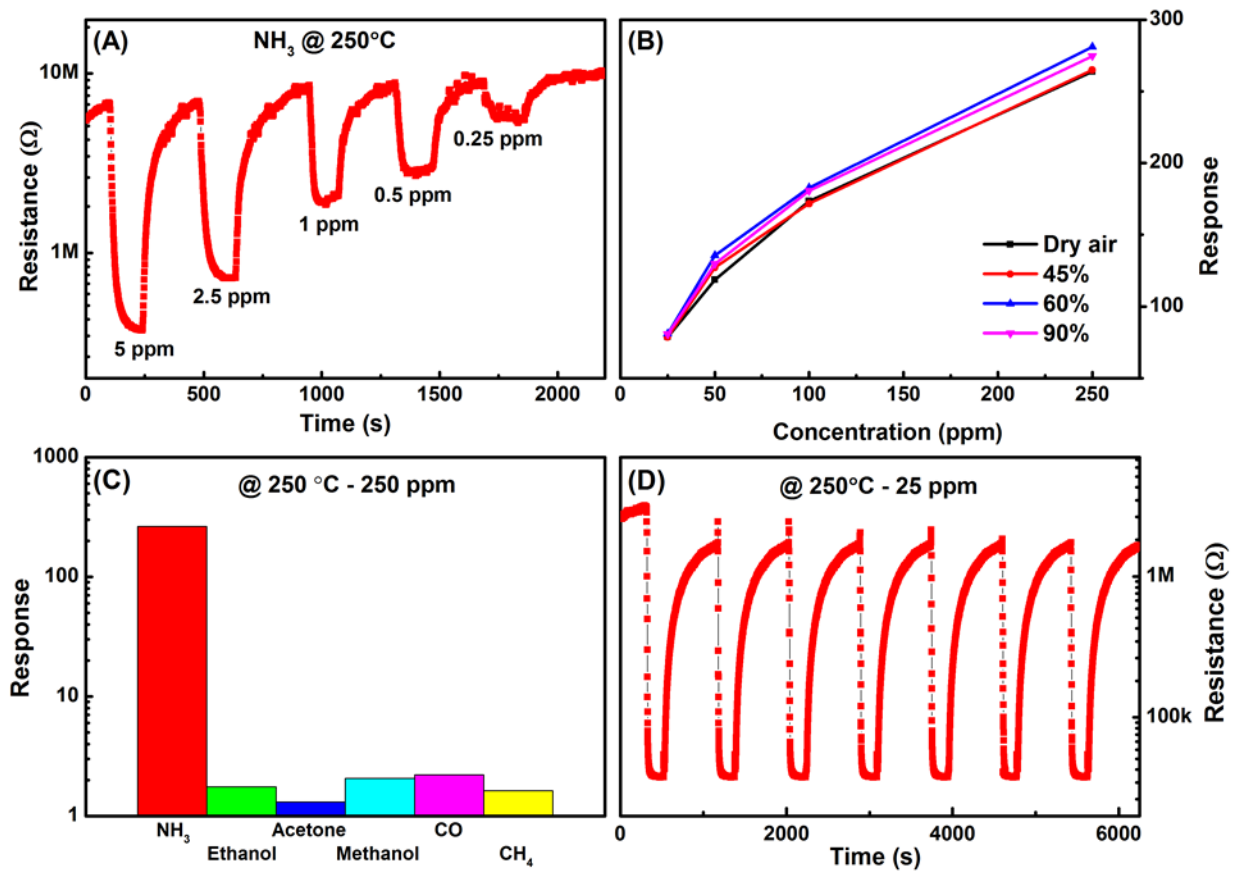 (A)
NH₃ @ 250°C
10M
1M
Resistance (Ω)
5 ppm
2.5 ppm
1 ppm
0.5 ppm
0.25 ppm
0
500
1000
1500
2000
Time (s)
(B)
300
200
100
Response
Dry air
45%
60%
90%
0
50
100
150
200
250
Concentration (ppm)
(C)
@ 250 °C - 250 ppm
1000
100
10
1
Response
NH₃
Ethanol
Acetone
Methanol
CO
CH₄
(D)
@ 250°C - 25 ppm
1M
100k
Resistance (Ω)
0
2000
4000
6000
Time (s)